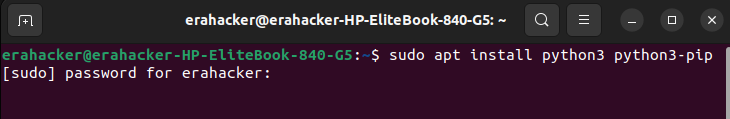 erahacker@erahacker-HP-EliteBook-840-G5: ~
erahacker@erahacker-HP-EliteBook-840-G5:~$ sudo apt install python3 python3-pip
[sudo] password for erahacker: